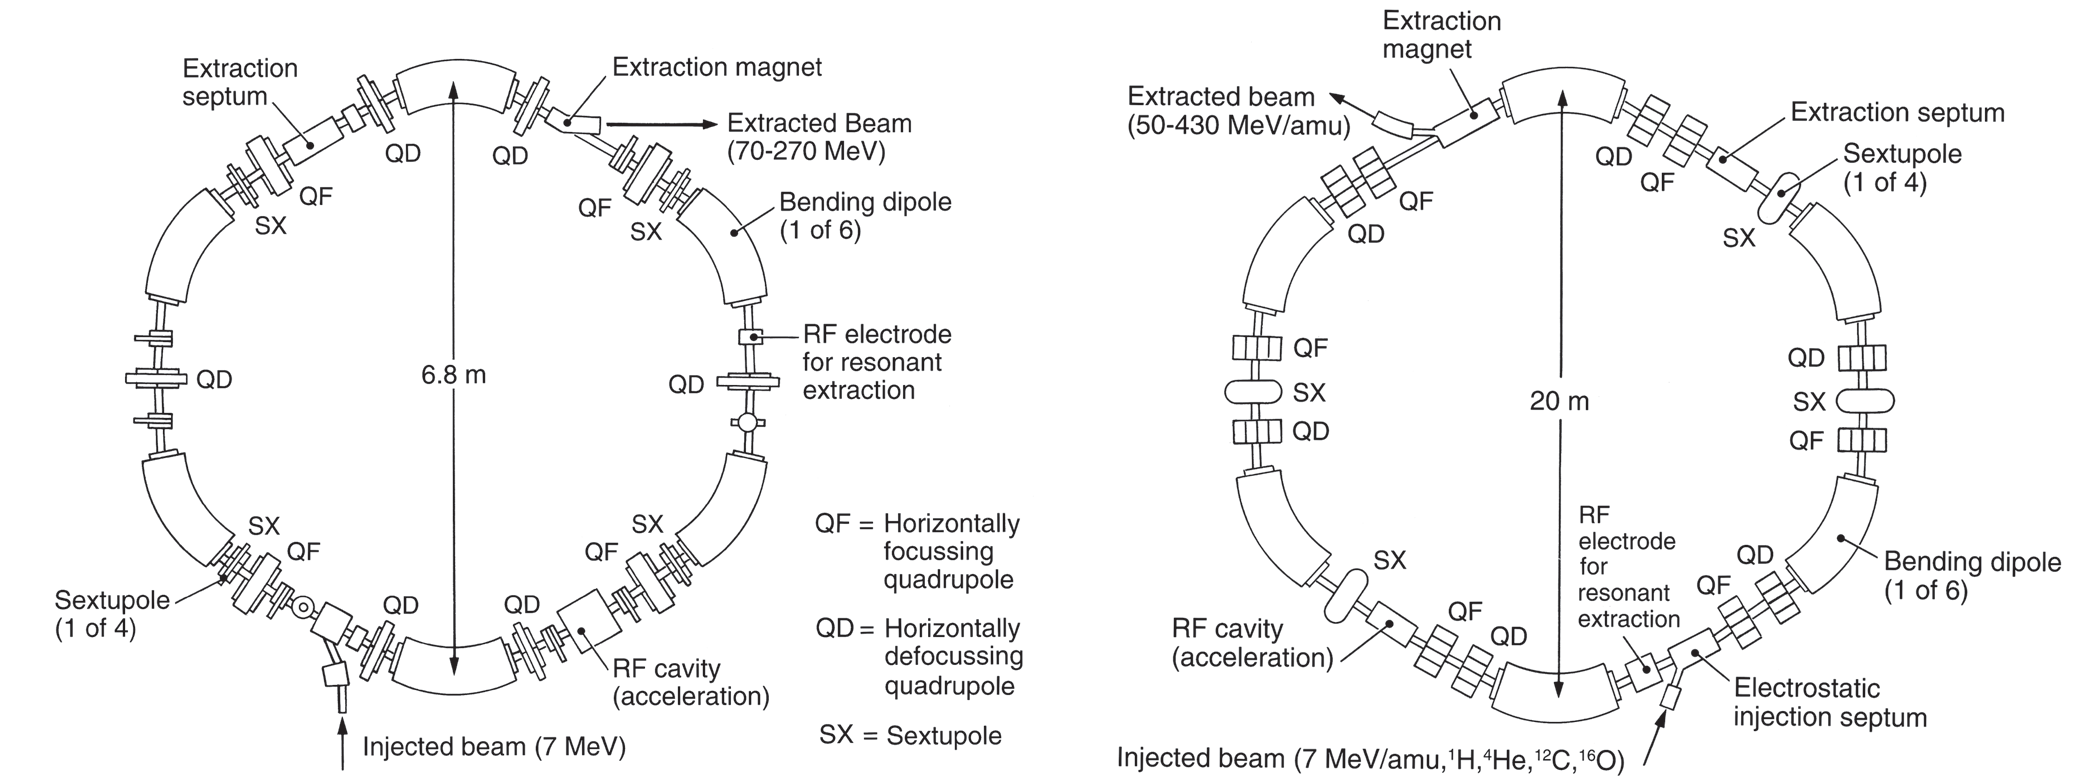 Extraction
septum
Extraction magnet
Extracted Beam
(70-270 MeV)
QD
QD
QF
SX
QF
SX
Bending dipole
(1 of 6)
RF electrode
for resonant
extraction
QD
QD
6.8 m
SX
QF
QD
QD
QF
SX
Sextupole
(1 of 4)
RF cavity
(acceleration)
Injected beam (7 MeV)
QF = Horizontally
focussing
quadrupole
QD = Horizontally
defocussing
quadrupole
SX = Sextupole
Extraction
magnet
Extracted beam
(50-430 MeV/amu)
Extraction septum
Sextupole
(1 of 4)
QD
QF
SX
QF
QD
QF
SX
QD
QD
SX
QF
20 m
SX
QF
QD
RF cavity
(acceleration)
RF
electrode
for
resonant
extraction
QF
QD
Bending dipole
(1 of 6)
Electrostatic
injection septum
Injected beam (7 MeV/amu,¹H,⁴He,¹²C,¹⁶O)